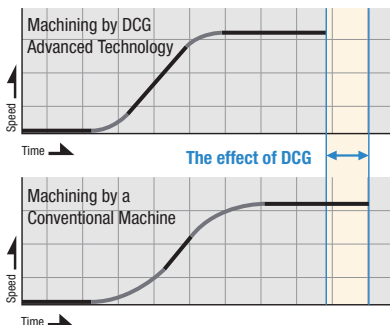 Machining by DCG
Advanced Technology
Speed
Time
The effect of DCG
Machining by a
Conventional Machine
Speed
Time